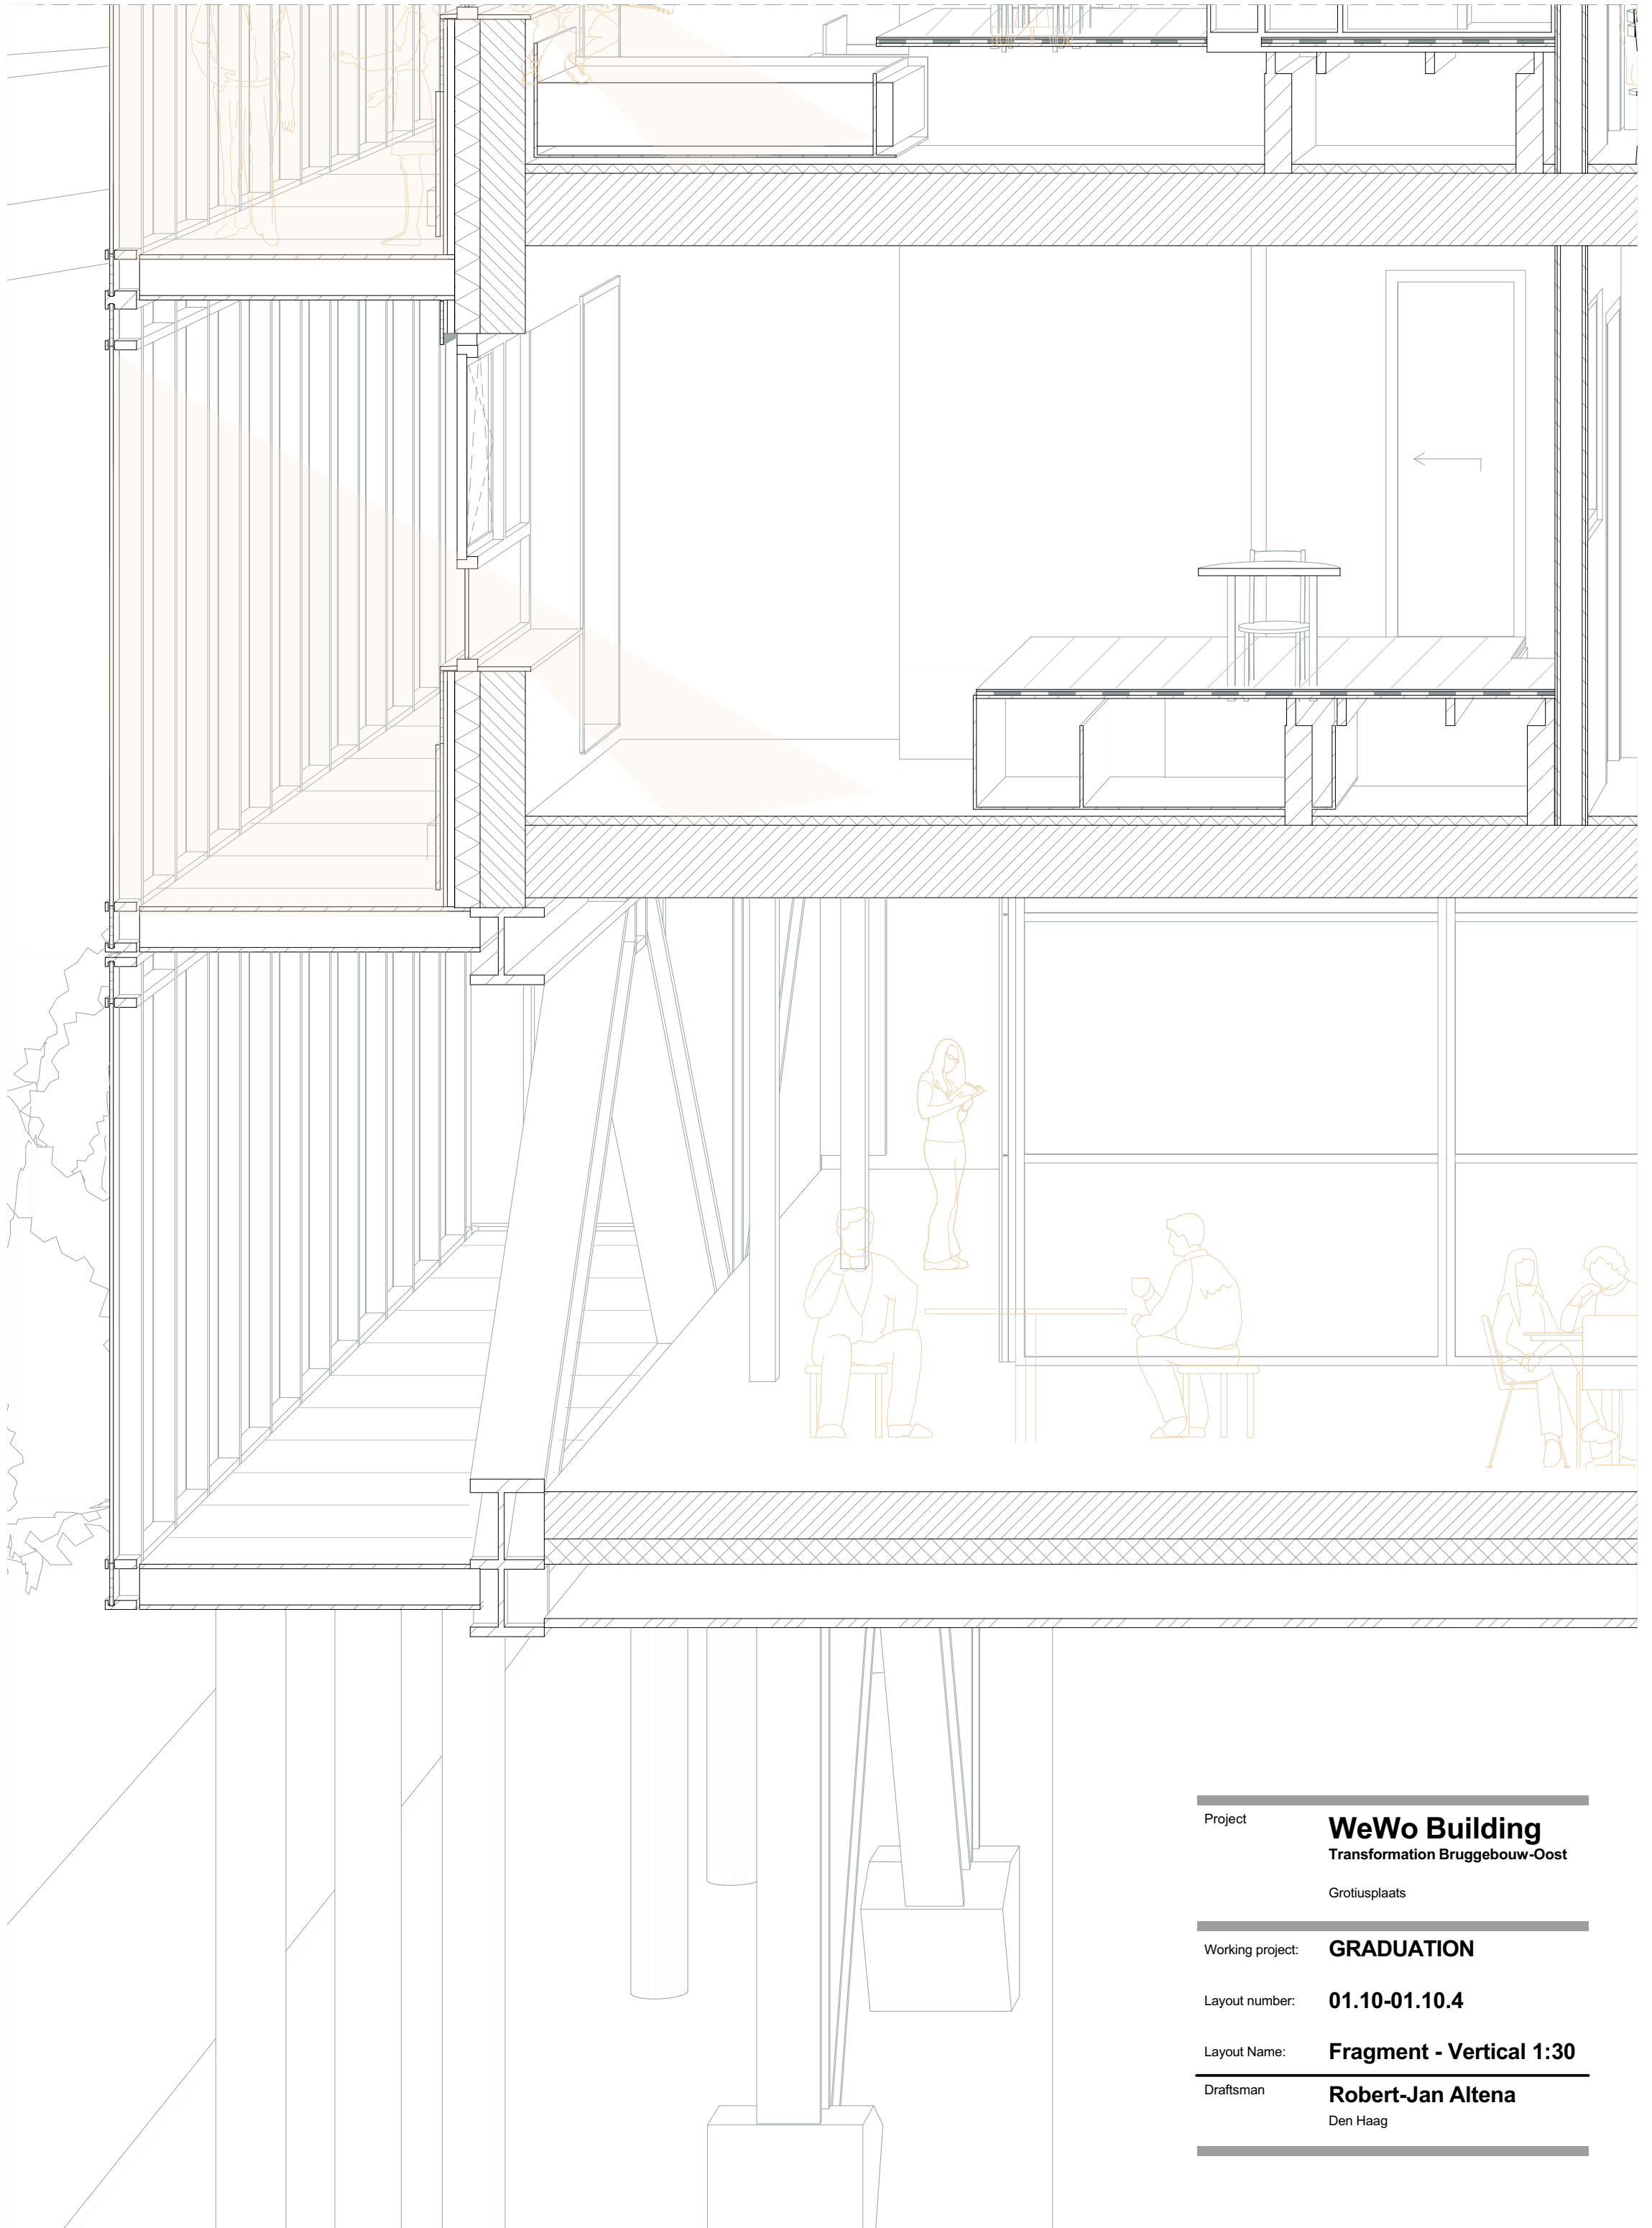 Project
WeWo Building
Transformation Bruggebouw-Oost
Grotiusplaats
Working project: GRADUATION
Layout number: 01.10-01.10.4
Layout Name: Fragment - Vertical 1:30
Draftsman
Robert-Jan Altena
Den Haag